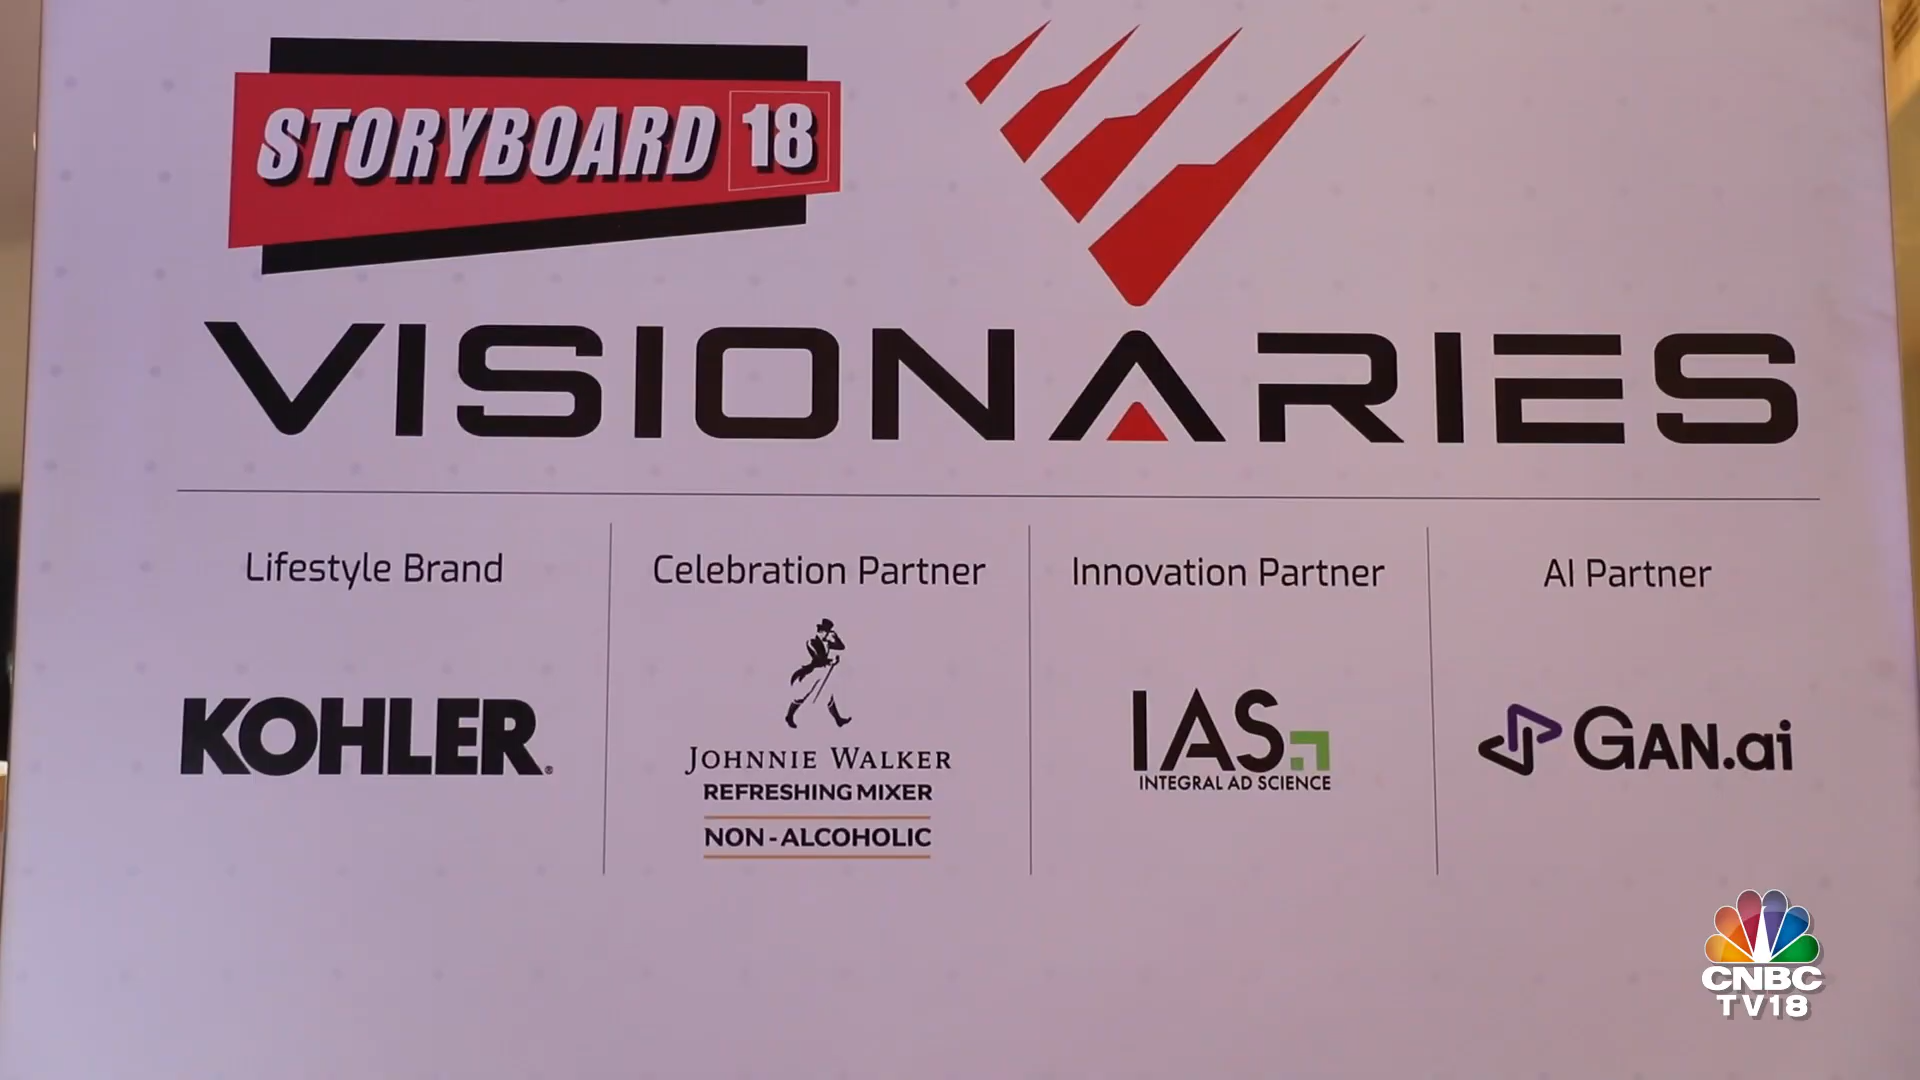 STORYBOARD 18
VISIONARIES
Lifestyle Brand
KOHLER®
Celebration Partner
JOHNNIE WALKER
REFRESHING MIXER
NON-ALCOHOLIC
Innovation Partner
IAS
INTEGRAL AD SCIENCE
AI Partner
GAN.ai
CNBC
TV18